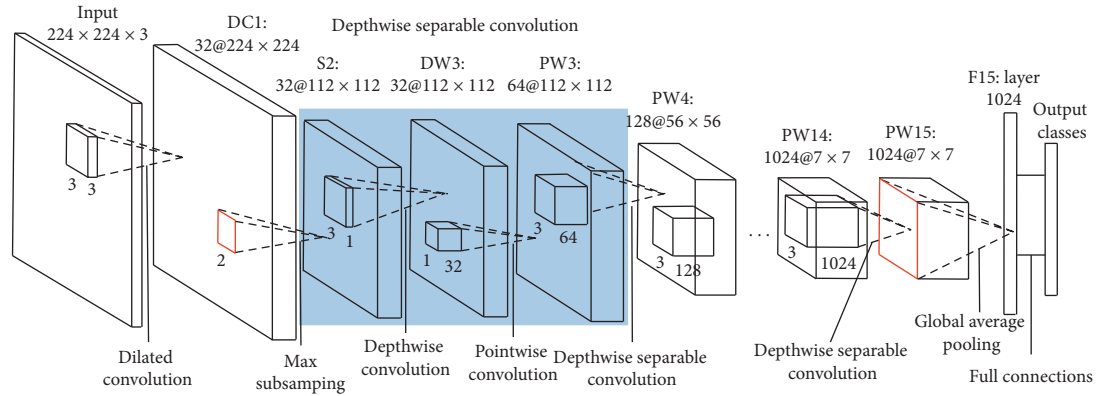 Input
224 × 224 × 3
DC1:
32@224 × 224
Depthwise separable convolution
S2:
32@112 × 112
DW3:
32@112 × 112
PW3:
64@112 × 112
PW4:
128@56 × 56
PW14:
1024@7 × 7
PW15:
1024@7 × 7
F15: layer
1024
Output
classes
3
3
2
3
1
1
32
3
64
3
128
...
3
1024
Dilated
convolution
Max
subsamping
Depthwise
convolution
Pointwise
convolution
Depthwise separable
convolution
Depthwise separable
convolution
Global average
pooling
Full connections